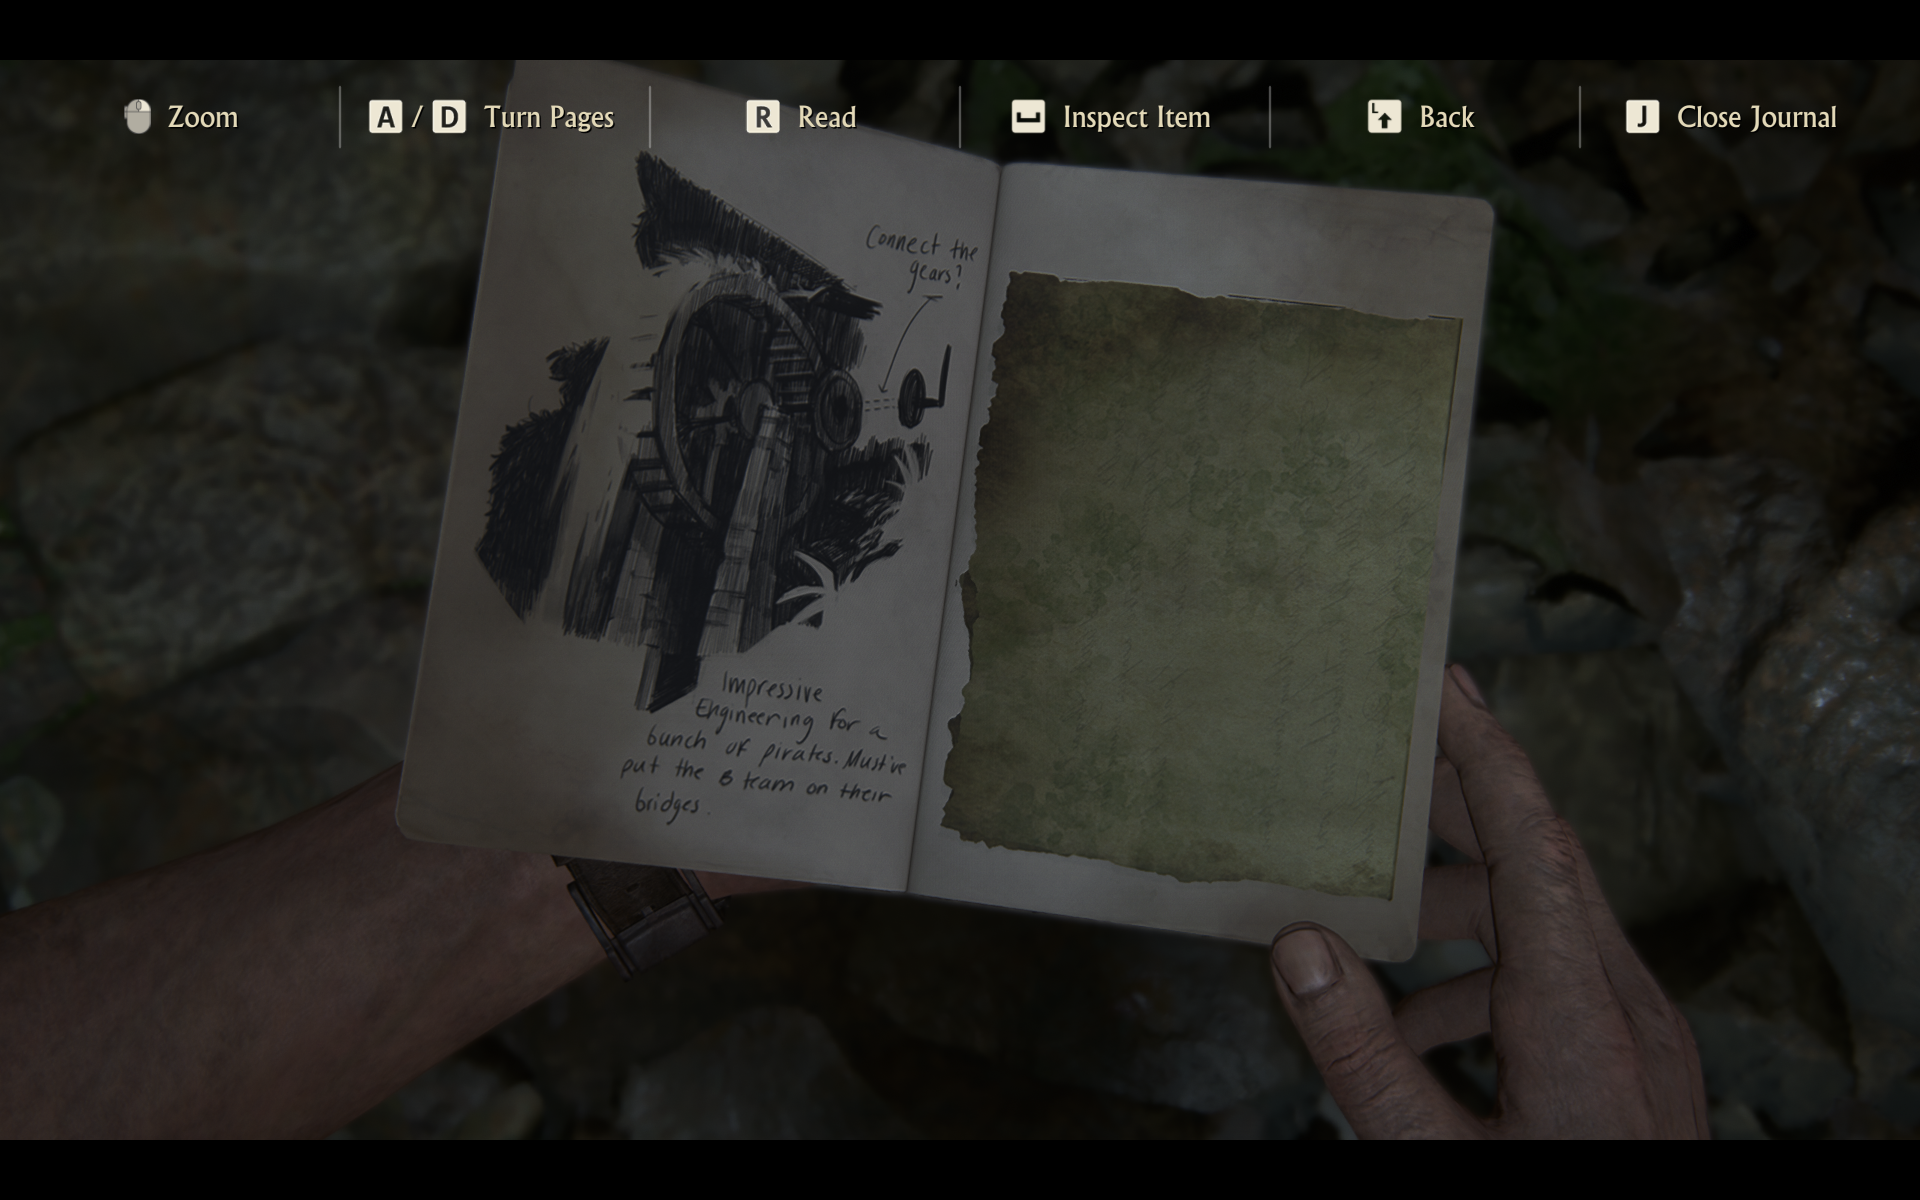 Zoom
A / D Turn Pages
R Read
Inspect Item
L Back
J Close Journal
Connect the
gears?
Impressive
Engineering for a
bunch of pirates. Must've
put the B team on their
bridges.